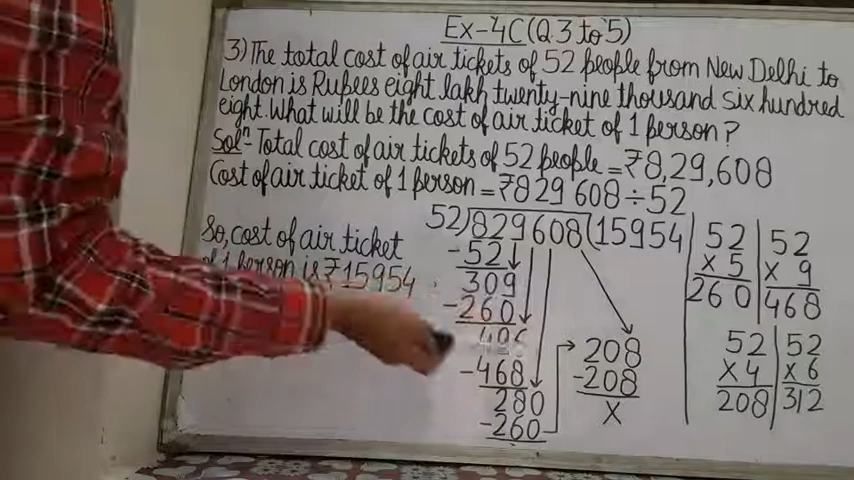 Ex-4C(Q.3 to 5)
3) The total cost of air tickets of 52 people from New Delhi to
London is Rupees eight lakh twenty-nine thousand six hundred
eight. What will be the cost of air ticket of 1 person?
Solⁿ- Total cost of air tickets of 52 people = ₹8,29,608
Cost of air ticket of 1 person = ₹829608 ÷ 52
So, cost of air ticket
of 1 person is ₹15954
52)829608(15954
-52
309
-260
496
-468
280
-260
208
-208
X
52
x 5
260
52
x 9
468
52
x 4
208
52
x 6
312